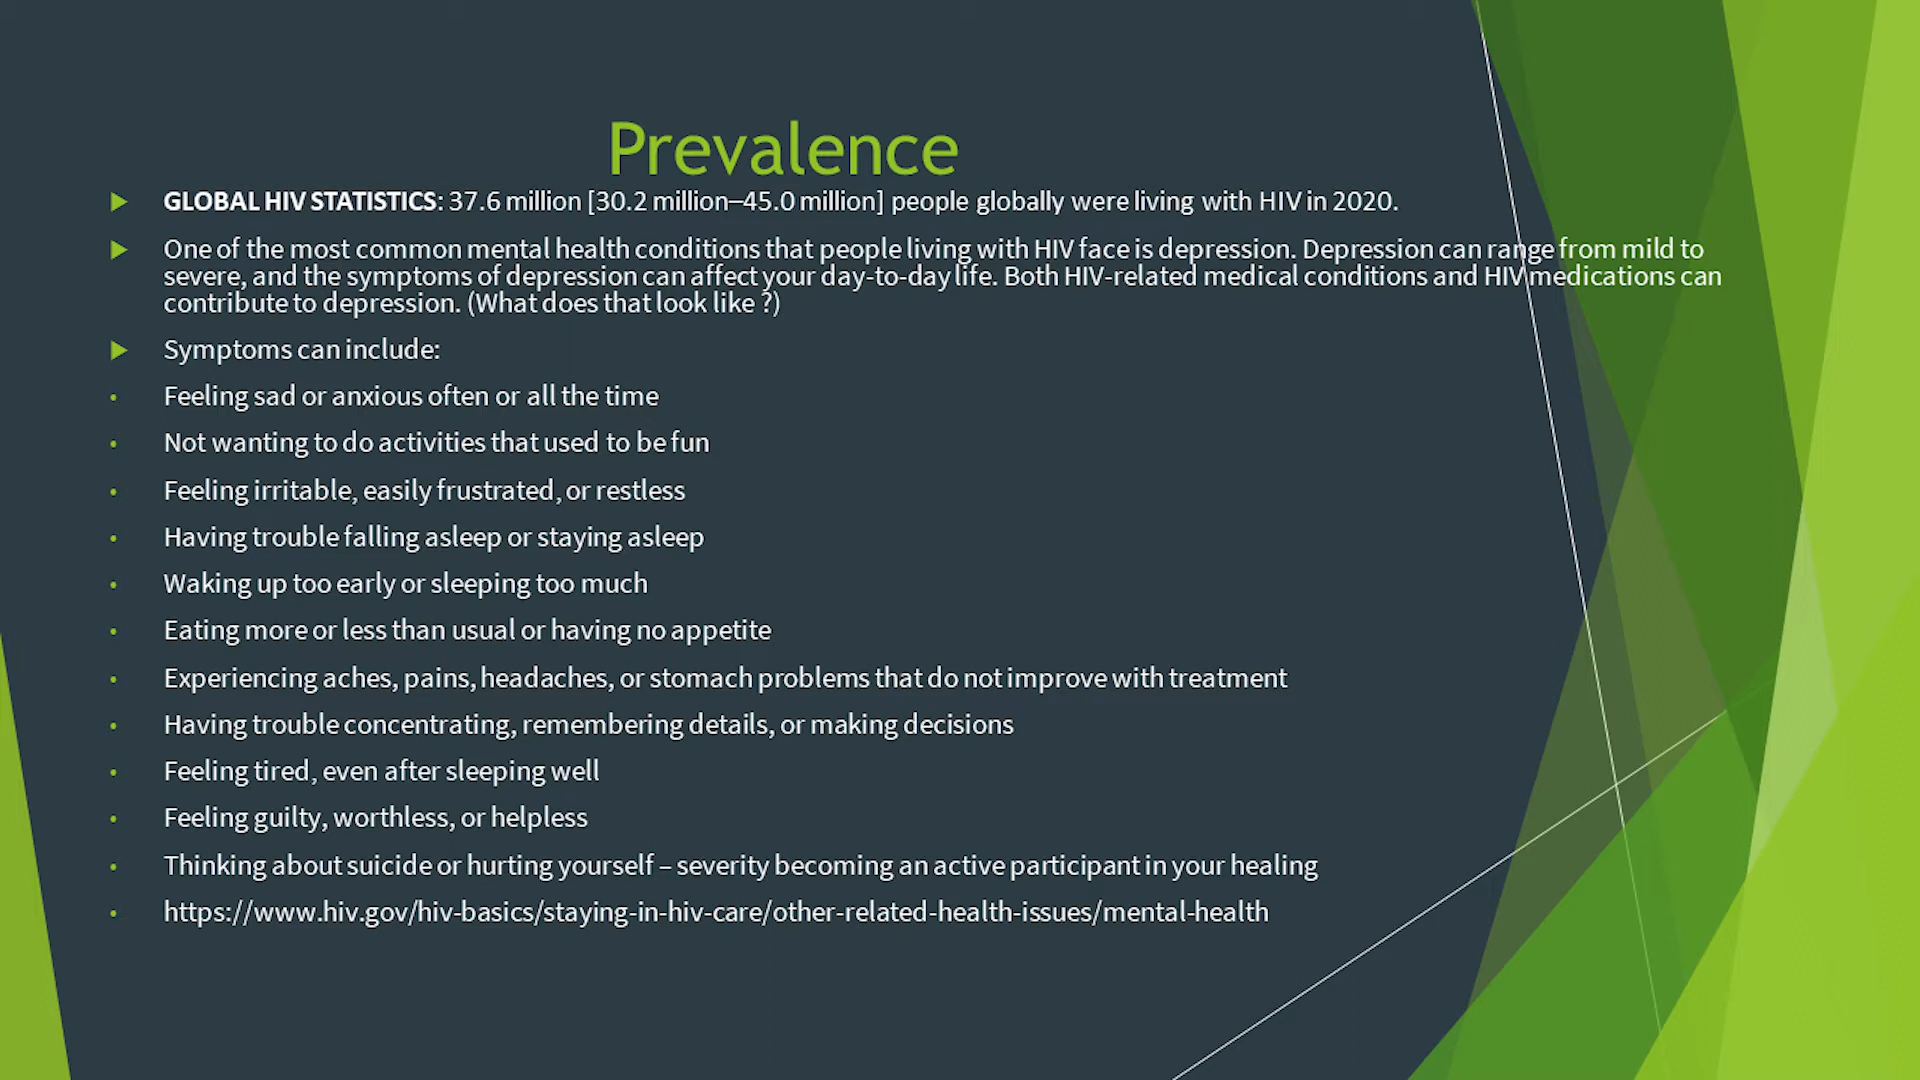 Prevalence
GLOBAL HIV STATISTICS: 37.6 million [30.2 million–45.0 million] people globally were living with HIV in 2020.
One of the most common mental health conditions that people living with HIV face is depression. Depression can range from mild to
severe, and the symptoms of depression can affect your day-to-day life. Both HIV-related medical conditions and HIV medications can
contribute to depression. (What does that look like ?)
Symptoms can include:
Feeling sad or anxious often or all the time
Not wanting to do activities that used to be fun
Feeling irritable, easily frustrated, or restless
Having trouble falling asleep or staying asleep
Waking up too early or sleeping too much
Eating more or less than usual or having no appetite
Experiencing aches, pains, headaches, or stomach problems that do not improve with treatment
Having trouble concentrating, remembering details, or making decisions
Feeling tired, even after sleeping well
Feeling guilty, worthless, or helpless
Thinking about suicide or hurting yourself – severity becoming an active participant in your healing
https://www.hiv.gov/hiv-basics/staying-in-hiv-care/other-related-health-issues/mental-health